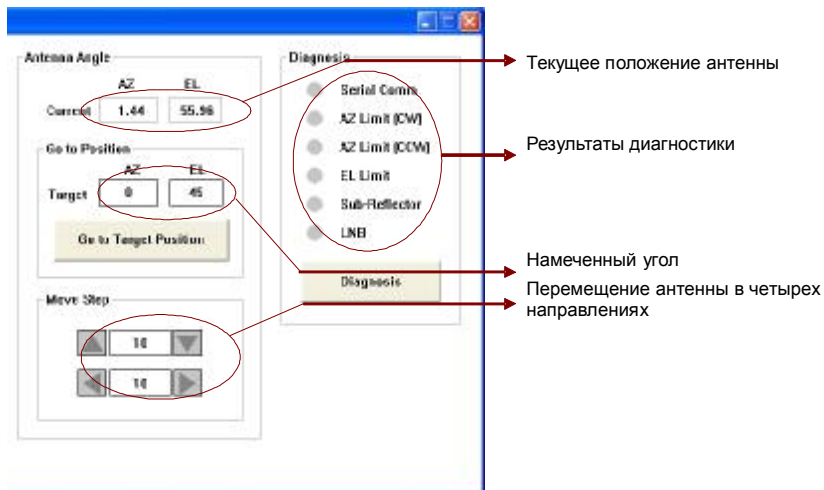 Antenna Angle
AZ EL
Current 1.44 55.96
Go to Position
AZ EL
Target 0 45
Go to Target Position
Move Step
10
10
Diagnosis
Serial Comm
AZ Limit (CW)
AZ Limit (CCW)
EL Limit
Sub-Reflector
LNB
Diagnosis
Текущее положение антенны
Результаты диагностики
Намеченный угол
Перемещение антенны в четырех
направлениях